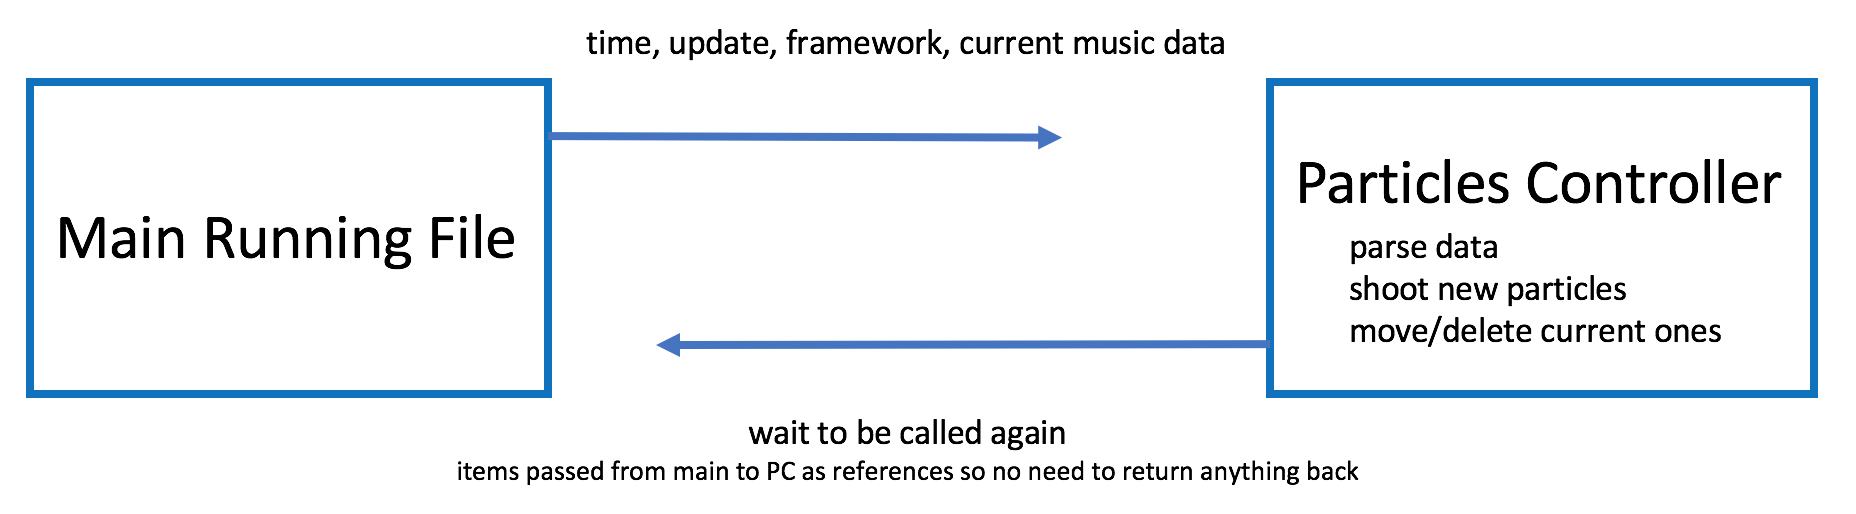 time, update, framework, current music data
Main Running File
Particles Controller
parse data
shoot new particles
move/delete current ones
wait to be called again
items passed from main to PC as references so no need to return anything back